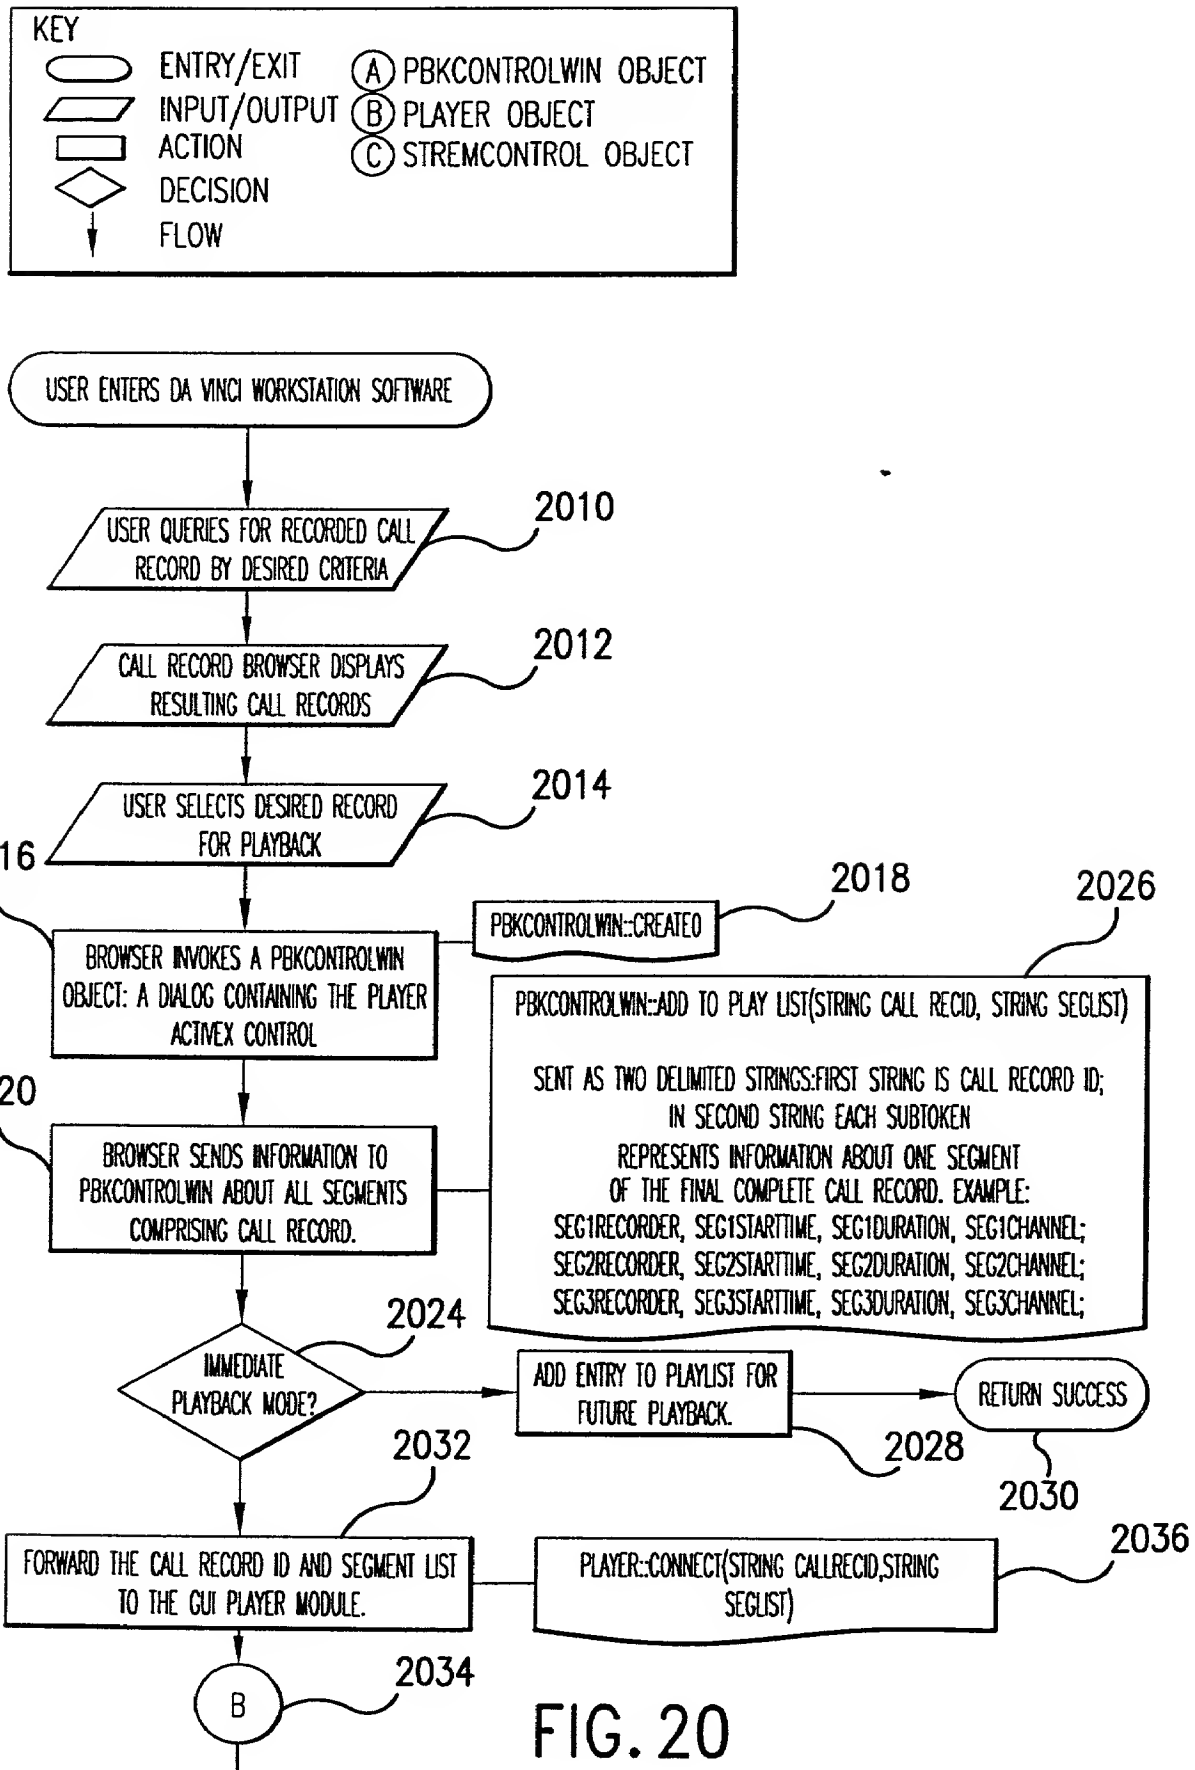 KEY
ENTRY/EXIT
INPUT/OUTPUT
ACTION
DECISION
FLOW
A PBKCONTROLWIN OBJECT
B PLAYER OBJECT
C STREMCONTROL OBJECT
USER ENTERS DA VINCI WORKSTATION SOFTWARE
2010
USER QUERIES FOR RECORDED CALL
RECORD BY DESIRED CRITERIA
2012
CALL RECORD BROWSER DISPLAYS
RESULTING CALL RECORDS
2014
USER SELECTS DESIRED RECORD
FOR PLAYBACK
16
BROWSER INVOKES A PBKCONTROLWIN
OBJECT: A DIALOG CONTAINING THE PLAYER
ACTIVEX CONTROL
2018
PBKCONTROLWIN::CREATE0
20
BROWSER SENDS INFORMATION TO
PBKCONTROLWIN ABOUT ALL SEGMENTS
COMPRISING CALL RECORD.
2026
PBKCONTROLWIN::ADD TO PLAY LIST(STRING CALL RECID, STRING SEGLIST)
SENT AS TWO DELIMITED STRINGS:FIRST STRING IS CALL RECORD ID;
IN SECOND STRING EACH SUBTOKEN
REPRESENTS INFORMATION ABOUT ONE SEGMENT
OF THE FINAL COMPLETE CALL RECORD. EXAMPLE:
SEG1RECORDER, SEG1STARTTIME, SEG1DURATION, SEG1CHANNEL;
SEG2RECORDER, SEG2STARTTIME, SEG2DURATION, SEG2CHANNEL;
SEG3RECORDER, SEG3STARTTIME, SEG3DURATION, SEG3CHANNEL;
2024
IMMEDIATE
PLAYBACK MODE?
ADD ENTRY TO PLAYLIST FOR
FUTURE PLAYBACK.
2028
RETURN SUCCESS
2030
2032
FORWARD THE CALL RECORD ID AND SEGMENT LIST
TO THE GUI PLAYER MODULE.
2036
PLAYER::CONNECT(STRING CALLRECID,STRING
SEGLIST)
2034
B
FIG. 20